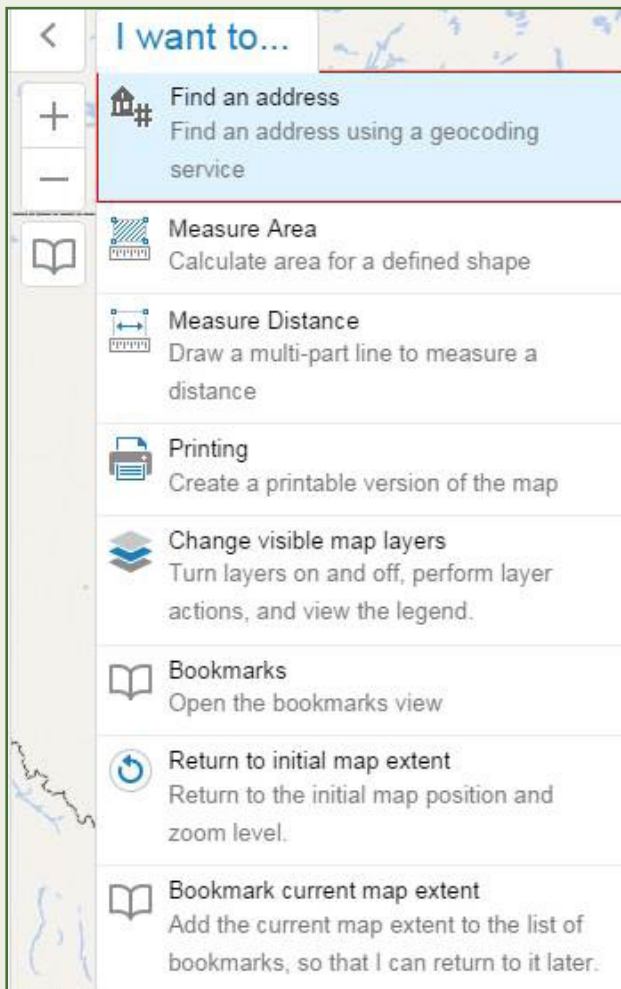 I want to...
Find an address
Find an address using a geocoding
service
Measure Area
Calculate area for a defined shape
Measure Distance
Draw a multi-part line to measure a
distance
Printing
Create a printable version of the map
Change visible map layers
Turn layers on and off, perform layer
actions, and view the legend.
Bookmarks
Open the bookmarks view
Return to initial map extent
Return to the initial map position and
zoom level.
Bookmark current map extent
Add the current map extent to the list of
bookmarks, so that I can return to it later.